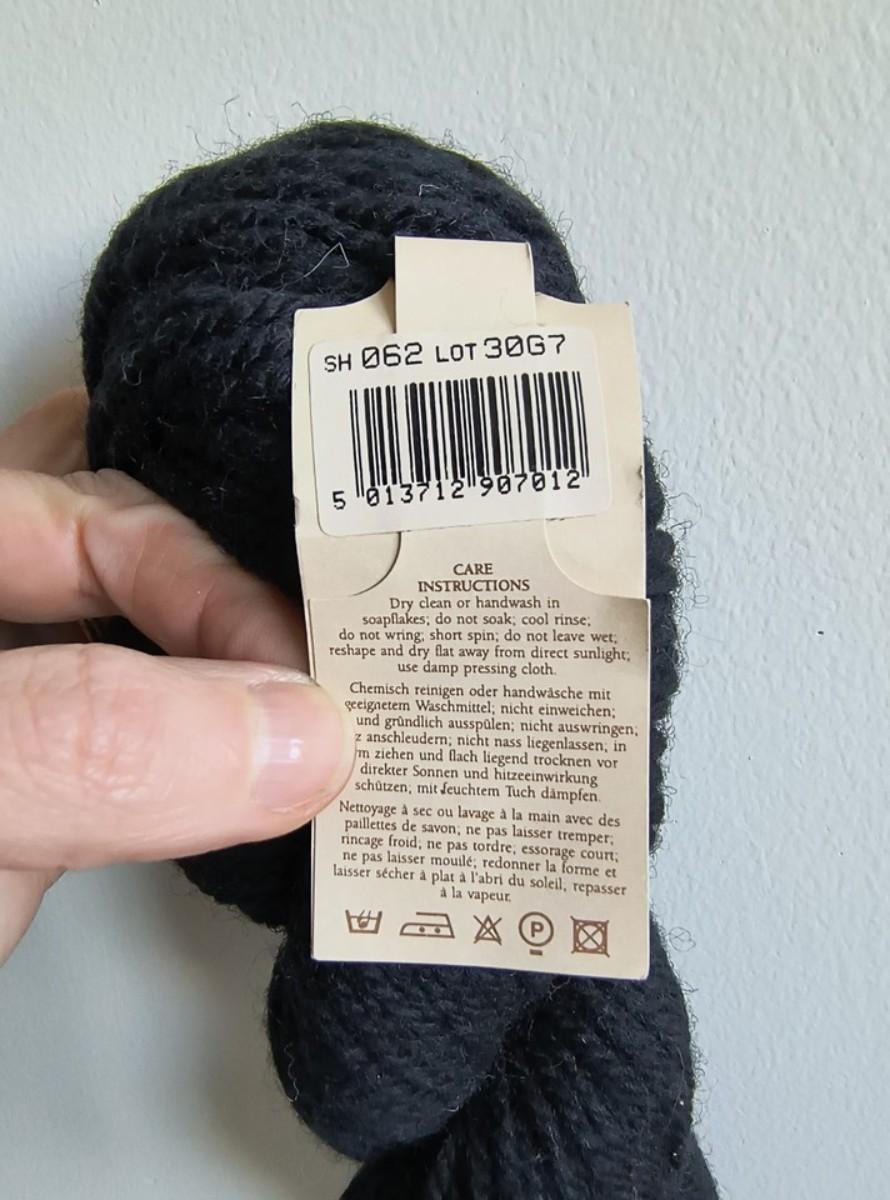 SH 062 LOT 30G7
5 013712 907012
CARE
INSTRUCTIONS
Dry clean or handwash in
soapflakes; do not soak; cool rinse;
do not wring; short spin; do not leave wet;
reshape and dry flat away from direct sunlight;
use damp pressing cloth.
Chemisch reinigen oder handwäsche mit
geeignetem Waschmittel; nicht einweichen;
und gründlich ausspülen; nicht auswringen;
anschleudern; nicht nass liegenlassen; in
ziehen und flach liegend trocknen vor
direkter Sonnen und hitzeeinwirkung
schützen; mit feuchtem Tuch dämpfen.
Nettoyage à sec ou lavage à la main avec des
paillettes de savon; ne pas laisser tremper;
rincage froid; ne pas tordre; essorage court;
ne pas laisser mouilé; redonner la forme et
laisser sécher à plat à l'abri du soleil, repasser
à la vapeur.
P